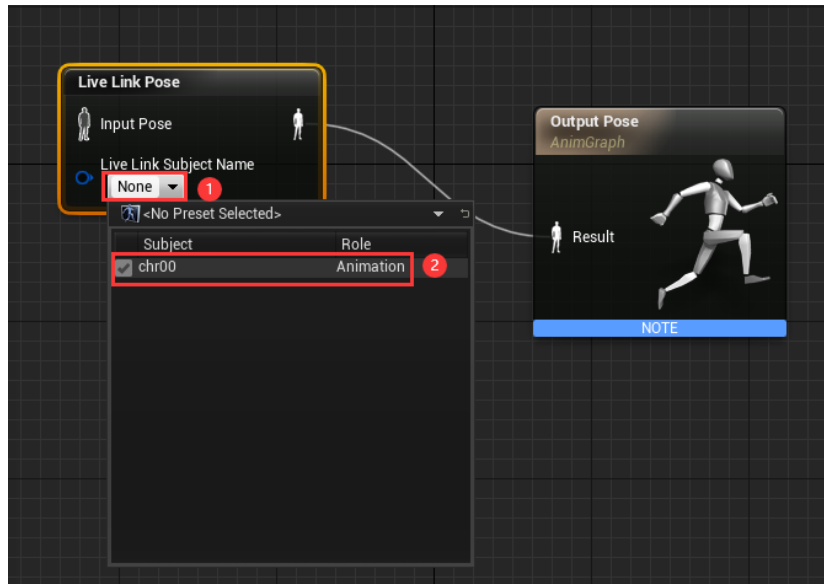 Live Link Pose
Input Pose
Live Link Subject Name
None
1
<No Preset Selected>
Subject Role
chr00 Animation
2
Output Pose
AnimGraph
Result
NOTE